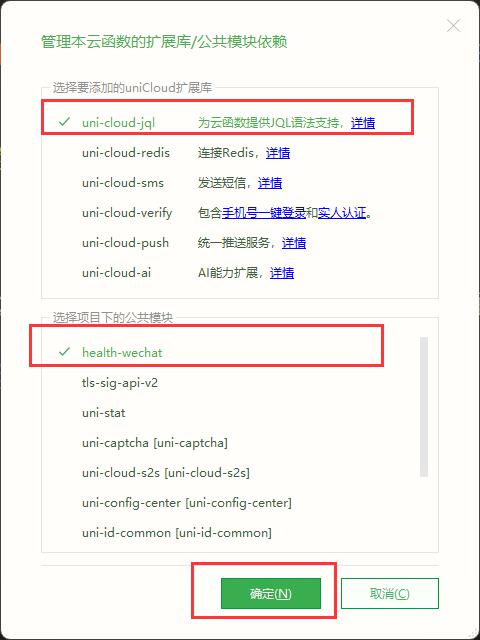 管理本云函数的扩展库/公共模块依赖
选择要添加的uniCloud扩展库
uni-cloud-jql 为云函数提供JQL语法支持，详情
uni-cloud-redis 连接Redis，详情
uni-cloud-sms 发送短信，详情
uni-cloud-verify 包含手机号一键登录和实人认证。
uni-cloud-push 统一推送服务，详情
uni-cloud-ai AI能力扩展，详情
选择项目下的公共模块
health-wechat
tls-sig-api-v2
uni-stat
uni-captcha [uni-captcha]
uni-cloud-s2s [uni-cloud-s2s]
uni-config-center [uni-config-center]
uni-id-common [uni-id-common]
确定(N) 取消(C)